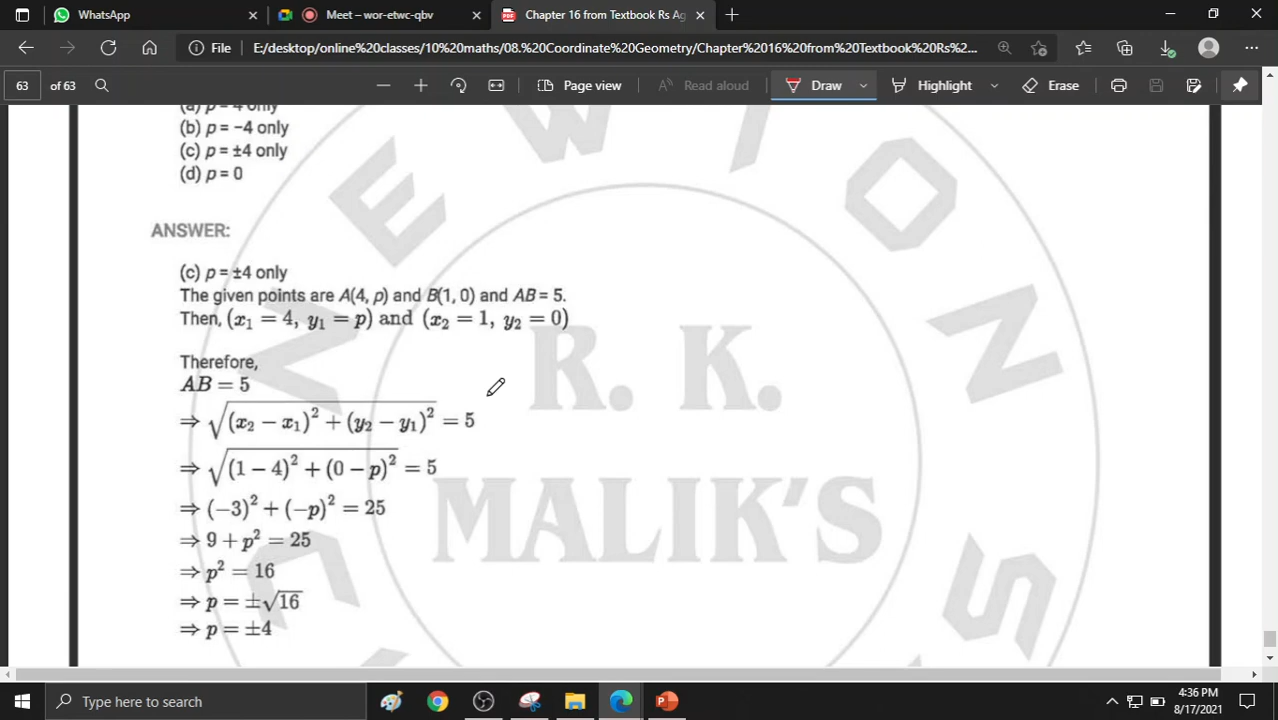 WhatsApp
Meet – wor-etwc-qbv
Chapter 16 from Textbook Rs Ag
File
E:/desktop/online%20classes/10%20maths/08.%20Coordinate%20Geometry/Chapter%2016%20from%20Textbook%20Rs%2...
63 of 63
Page view
Read aloud
Draw
Highlight
Erase
(a) p = 4 only
(b) p = −4 only
(c) p = ±4 only
(d) p = 0
ANSWER:
(c) p = ±4 only
The given points are A(4, p) and B(1, 0) and AB = 5.
Then, (x₁ = 4, y₁ = p) and (x₂ = 1, y₂ = 0)
Therefore,
AB = 5
⇒ √(x₂ − x₁)² + (y₂ − y₁)² = 5
⇒ √(1 − 4)² + (0 − p)² = 5
⇒ (−3)² + (−p)² = 25
⇒ 9 + p² = 25
⇒ p² = 16
⇒ p = ±√16
⇒ p = ±4
NEWTON
R. K.
MALIK'S
Type here to search
4:36 PM
8/17/2021